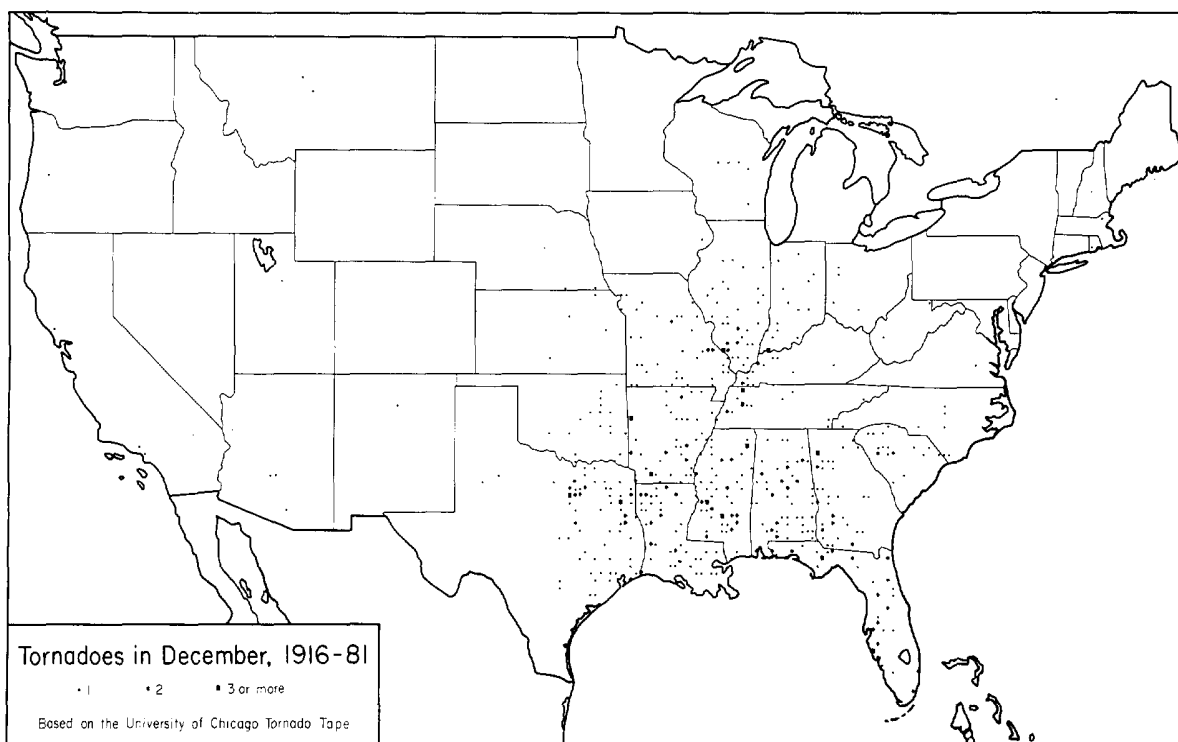 Tornadoes in December, 1916-81
· 1 • 2 ■ 3 or more
Based on the University of Chicago Tornado Tape